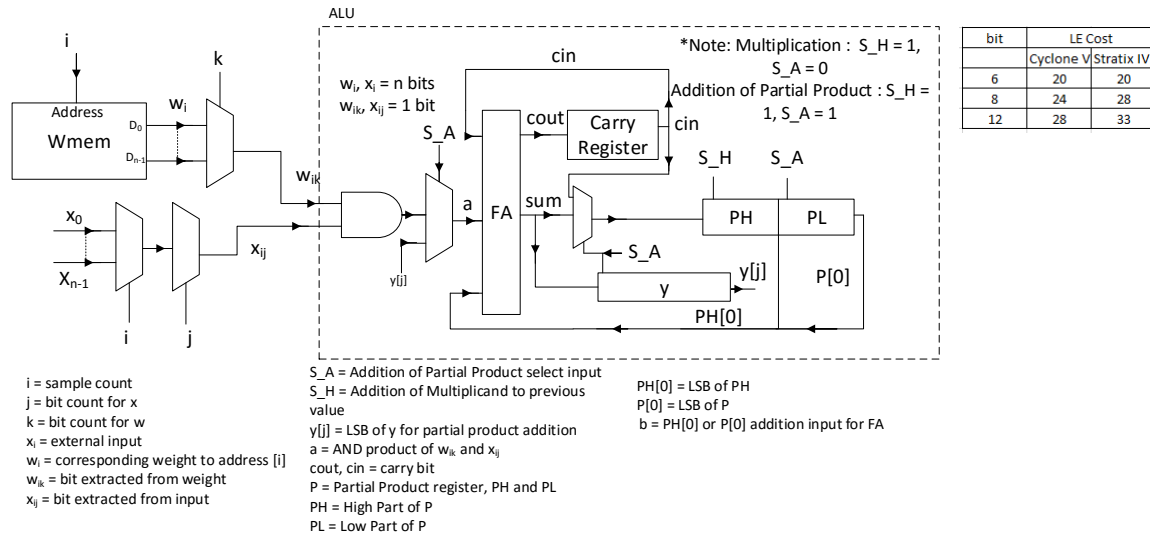 ALU
i
k
Address
Wmem
D0
Dn-1
wi
wik
x0
Xn-1
xij
i
j
wi, xi = n bits
wik, xij = 1 bit
S_A
a
y[j]
FA
cin
cout
Carry
Register
cin
sum
*Note: Multiplication : S_H = 1,
S_A = 0
Addition of Partial Product : S_H =
1, S_A = 1
S_H
S_A
PH
PL
S_A
y
y[j]
P[0]
PH[0]
bit LE Cost
Cyclone V Stratix IV
6 20 20
8 24 28
12 28 33
i = sample count
j = bit count for x
k = bit count for w
xi = external input
wi = corresponding weight to address [i]
wik = bit extracted from weight
xij = bit extracted from input
S_A = Addition of Partial Product select input
S_H = Addition of Multiplicand to previous
value
y[j] = LSB of y for partial product addition
a = AND product of wik and xij
cout, cin = carry bit
P = Partial Product register, PH and PL
PH = High Part of P
PL = Low Part of P
PH[0] = LSB of PH
P[0] = LSB of P
b = PH[0] or P[0] addition input for FA